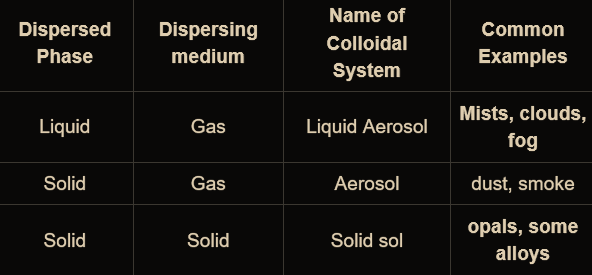 Dispersed Phase | Dispersing medium | Name of Colloidal System | Common Examples
Liquid | Gas | Liquid Aerosol | Mists, clouds, fog
Solid | Gas | Aerosol | dust, smoke
Solid | Solid | Solid sol | opals, some alloys